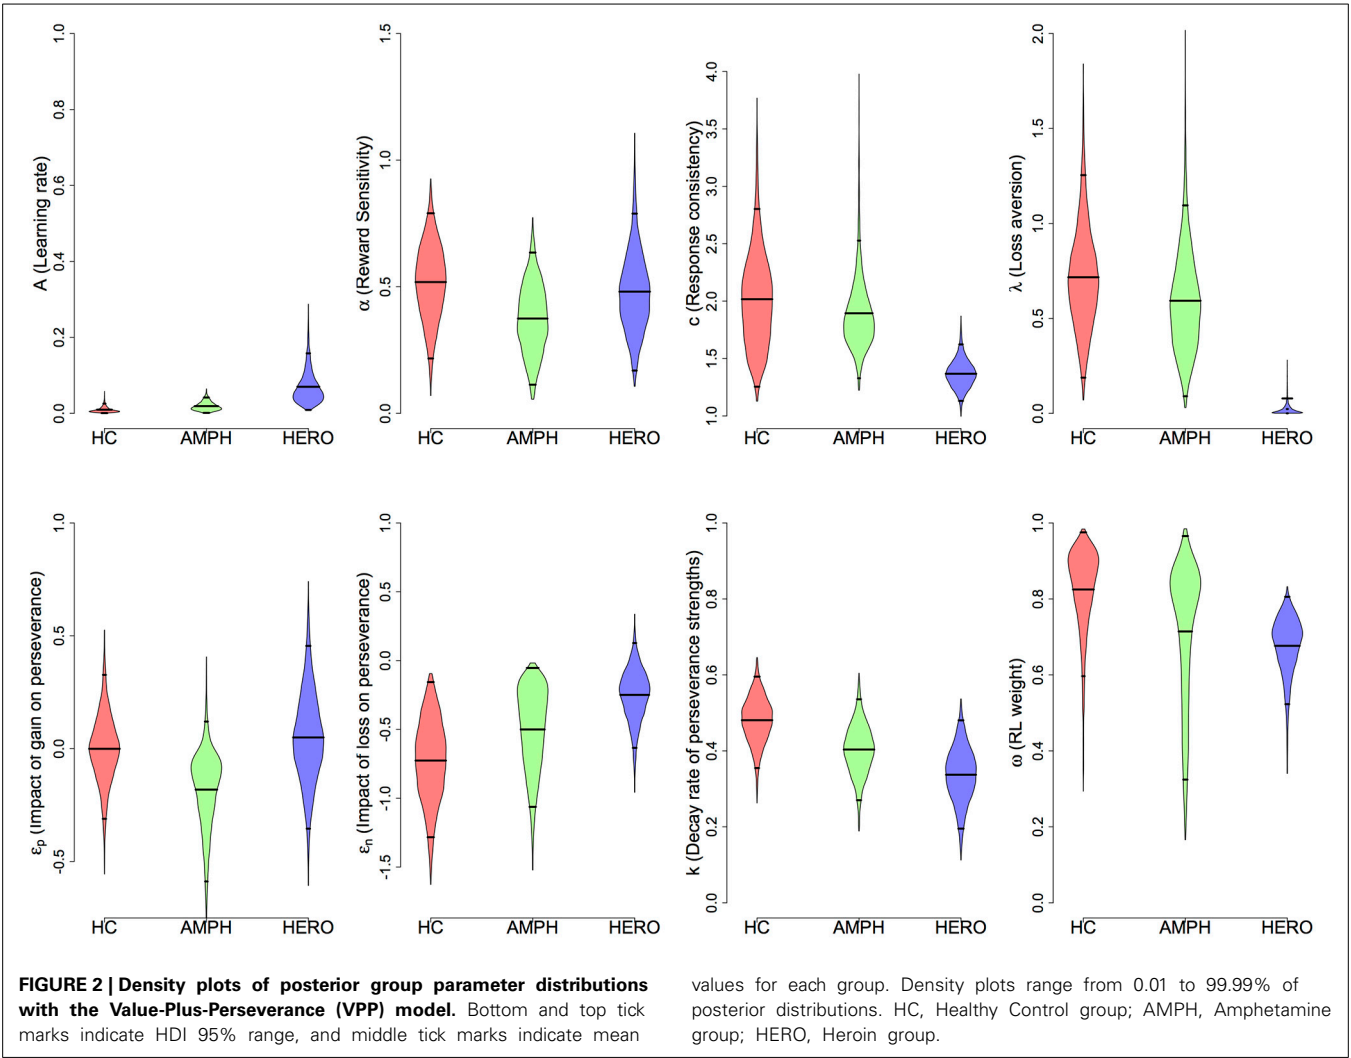 A (Learning rate)
1.0
0.8
0.6
0.4
0.2
0.0
HC AMPH HERO
α (Reward Sensitivity)
1.5
1.0
0.5
0.0
HC AMPH HERO
c (Response consistency)
4.0
3.5
3.0
2.5
2.0
1.5
1.0
HC AMPH HERO
λ (Loss aversion)
2.0
1.5
1.0
0.5
0.0
HC AMPH HERO
εp (Impact of gain on perseverance)
1.0
0.5
0.0
-0.5
HC AMPH HERO
εn (Impact of loss on perseverance)
1.0
0.5
0.0
-0.5
-1.0
-1.5
HC AMPH HERO
k (Decay rate of perseverance strengths)
1.0
0.8
0.6
0.4
0.2
0.0
HC AMPH HERO
ω (RL weight)
1.0
0.8
0.6
0.4
0.2
0.0
HC AMPH HERO
FIGURE 2 | Density plots of posterior group parameter distributions
with the Value-Plus-Perseverance (VPP) model. Bottom and top tick
marks indicate HDI 95% range, and middle tick marks indicate mean
values for each group. Density plots range from 0.01 to 99.99% of
posterior distributions. HC, Healthy Control group; AMPH, Amphetamine
group; HERO, Heroin group.